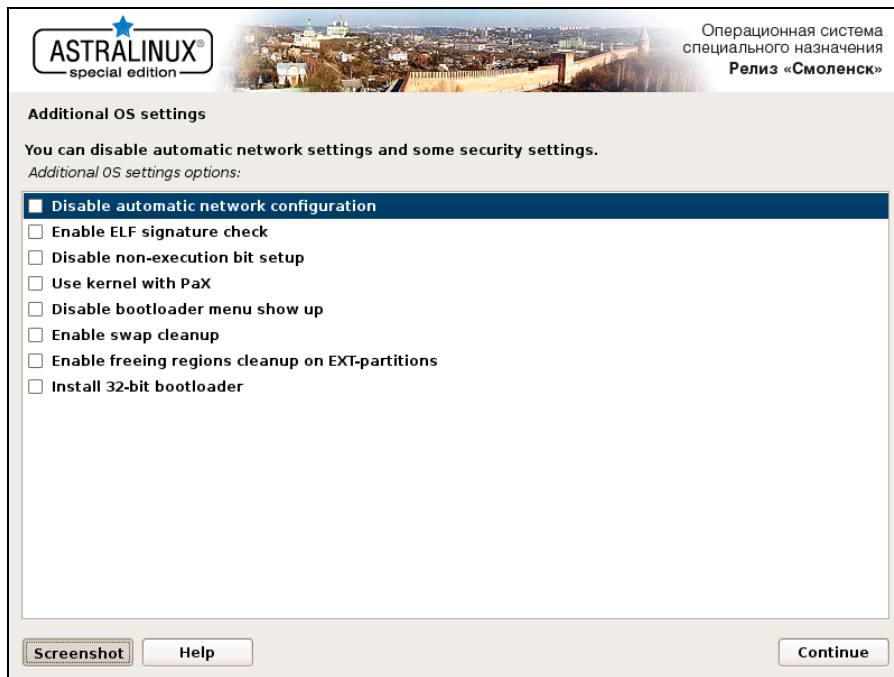 ASTRALINUX®
special edition
Операционная система
специального назначения
Релиз «Смоленск»
Additional OS settings
You can disable automatic network settings and some security settings.
Additional OS settings options:
Disable automatic network configuration
Enable ELF signature check
Disable non-execution bit setup
Use kernel with PaX
Disable bootloader menu show up
Enable swap cleanup
Enable freeing regions cleanup on EXT-partitions
Install 32-bit bootloader
Screenshot
Help
Continue